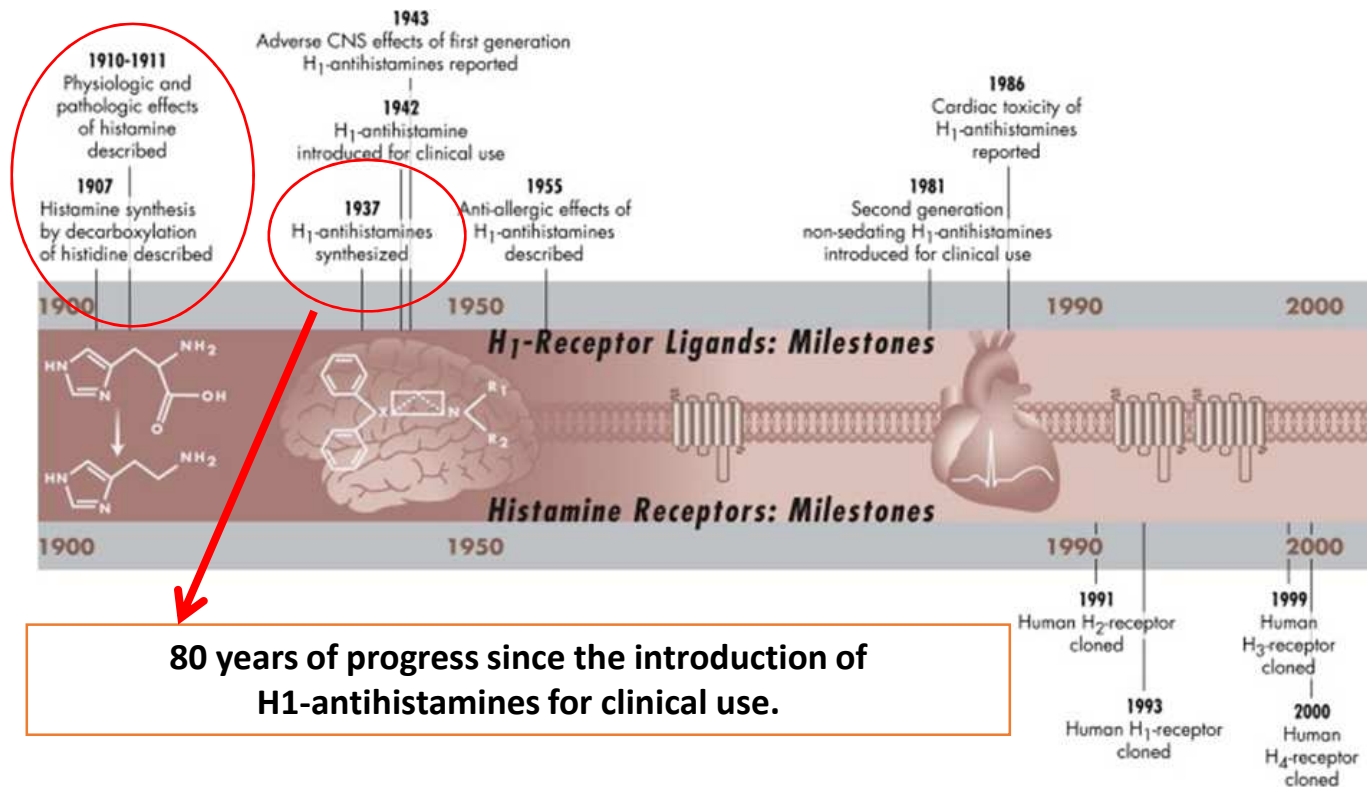 1943
Adverse CNS effects of first generation
H₁-antihistamines reported
1910-1911
Physiologic and
pathologic effects
of histamine
described
1942
H₁-antihistamine
introduced for clinical use
1986
Cardiac toxicity of
H₁-antihistamines
reported
1907
Histamine synthesis
by decarboxylation
of histidine described
1937
H₁-antihistamines
synthesized
1955
Anti-allergic effects of
H₁-antihistamines
described
1981
Second generation
non-sedating H₁-antihistamines
introduced for clinical use
1900 1950 1990 2000
H₁-Receptor Ligands: Milestones
NH₂
HN
N
OH
O
X
N
R₁
R₂
NH₂
HN
N
Histamine Receptors: Milestones
1900 1950 1990 2000
80 years of progress since the introduction of
H1-antihistamines for clinical use.
1991
Human H₂-receptor
cloned
1993
Human H₁-receptor
cloned
1999
Human
H₃-receptor
cloned
2000
Human
H₄-receptor
cloned